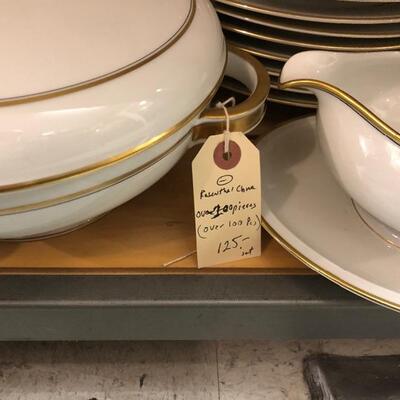 Rosenthal China
over 100 pieces
(over 100 Pcs)
125.-
set